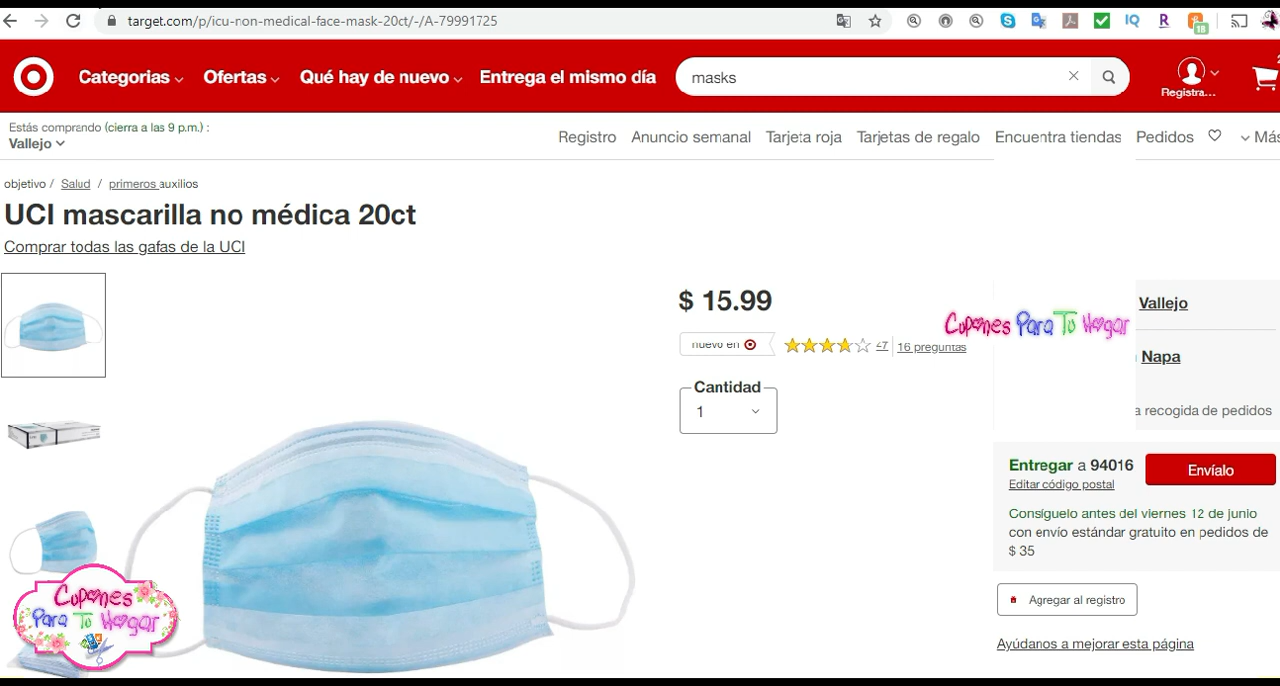 target.com/p/icu-non-medical-face-mask-20ct/-/A-79991725
IQ
R
18
Categorias
Ofertas
Qué hay de nuevo
Entrega el mismo día
masks
Registra...
2
Estás comprando (cierra a las 9 p.m.) :
Vallejo
Registro
Anuncio semanal
Tarjeta roja
Tarjetas de regalo
Encuentra tiendas
Pedidos
Más
objetivo / Salud / primeros auxilios
UCI mascarilla no médica 20ct
Comprar todas las gafas de la UCI
$ 15.99
nuevo en
47
16 preguntas
Cantidad
1
Cupones Para Tu Hogar
Vallejo
Napa
a recogida de pedidos
Entregar a 94016
Editar código postal
Envíalo
Consíguelo antes del viernes 12 de junio
con envío estándar gratuito en pedidos de
$ 35
Agregar al registro
Ayúdanos a mejorar esta página
Cupones
Para Tu Hogar